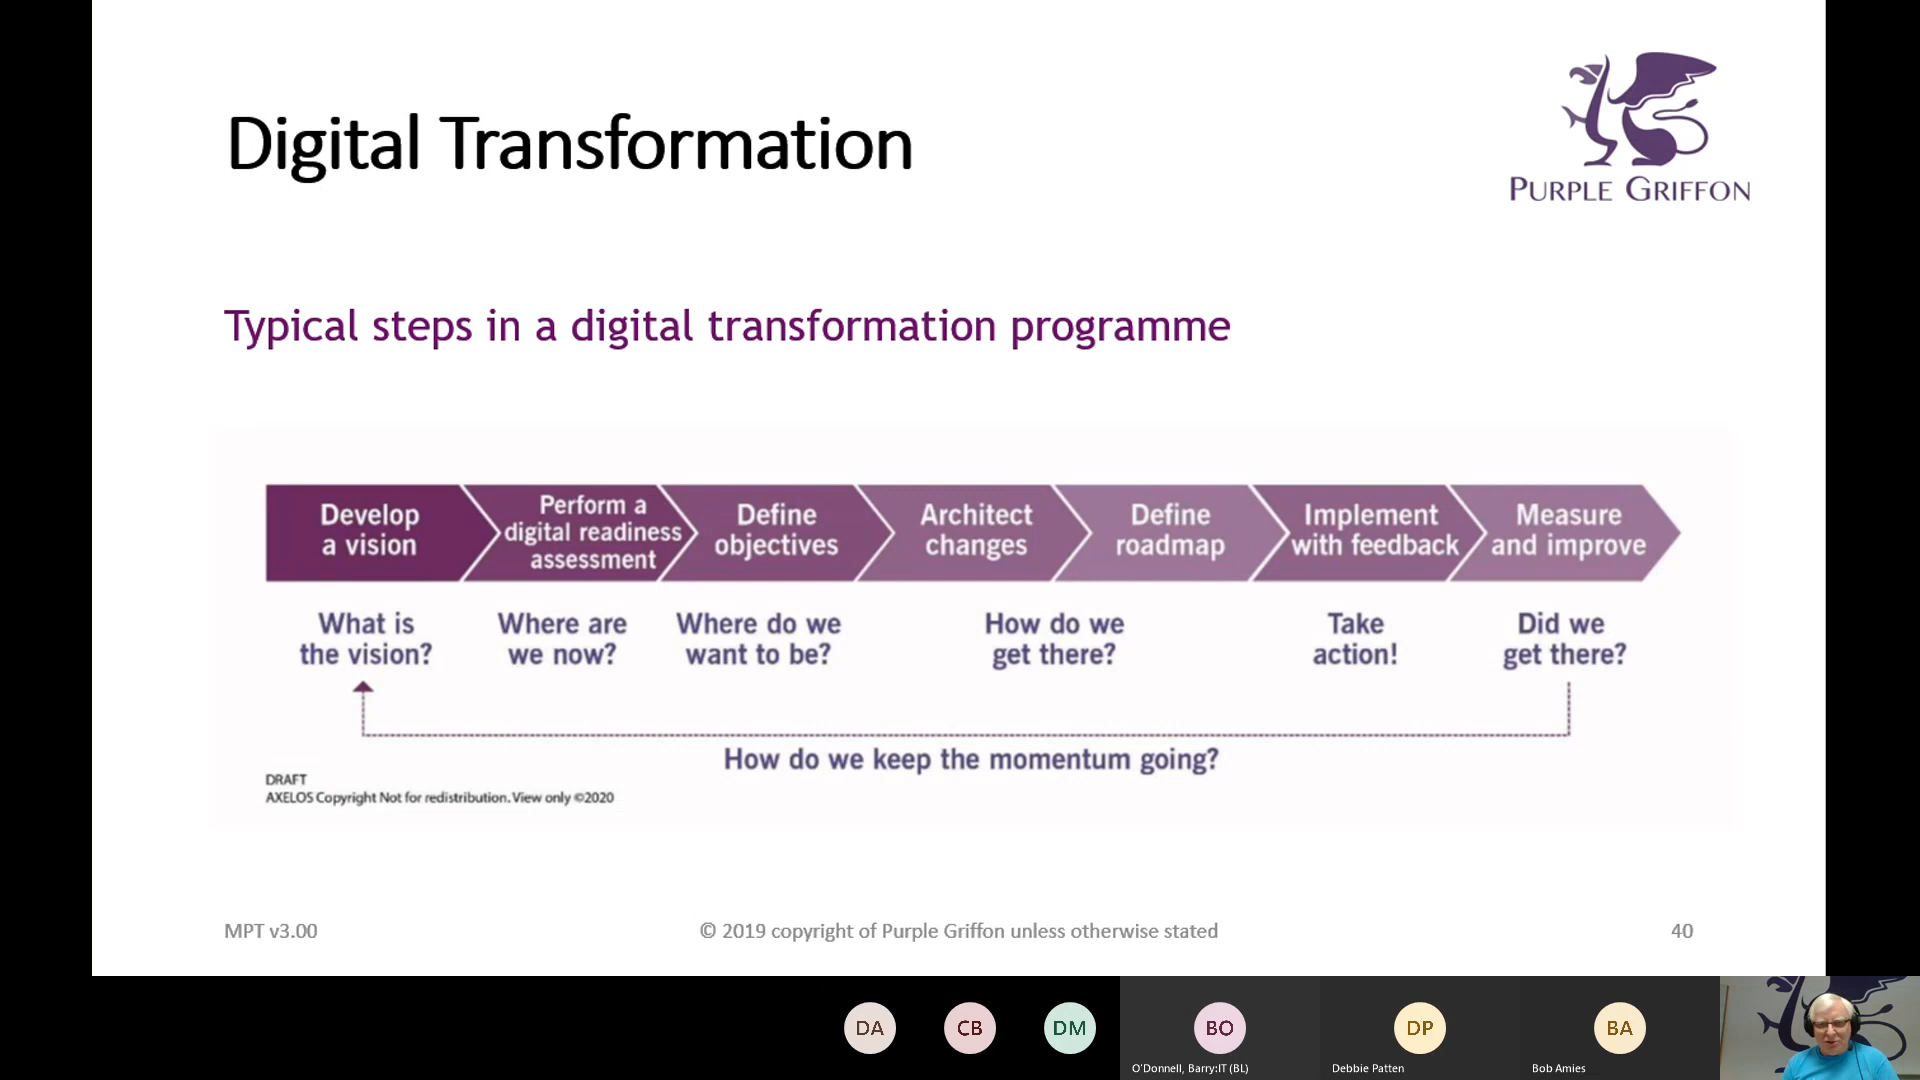 Digital Transformation
PURPLE GRIFFON
Typical steps in a digital transformation programme
Develop
a vision
Perform a
digital readiness
assessment
Define
objectives
Architect
changes
Define
roadmap
Implement
with feedback
Measure
and improve
What is
the vision?
Where are
we now?
Where do we
want to be?
How do we
get there?
Take
action!
Did we
get there?
How do we keep the momentum going?
DRAFT
AXELOS Copyright Not for redistribution. View only ©2020
MPT v3.00
© 2019 copyright of Purple Griffon unless otherwise stated
40
DA
CB
DM
BO
DP
BA
O'Donnell, Barry:IT (BL)
Debbie Patten
Bob Amies